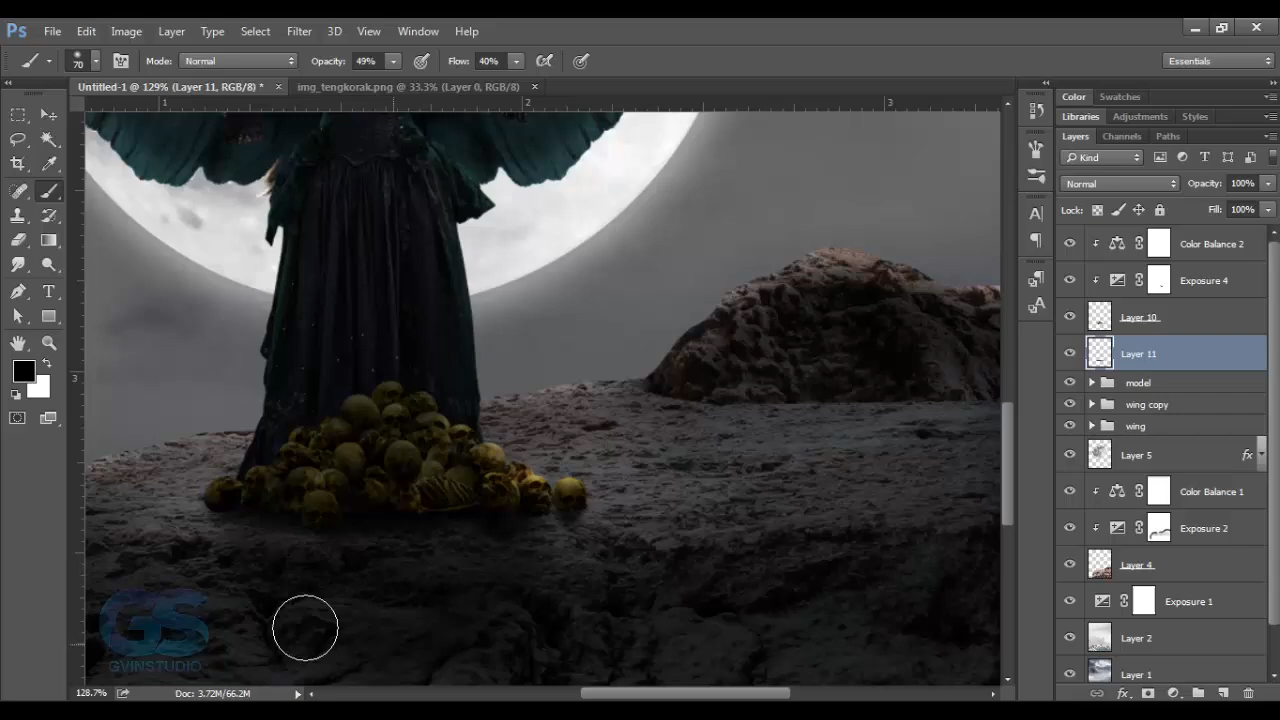 Ps File Edit Image Layer Type Select Filter 3D View Window Help
70 Mode: Normal Opacity: 49% Flow: 40% Essentials
Untitled-1 @ 129% (Layer 11, RGB/8) * × img_tengkorak.png @ 33.3% (Layer 0, RGB/8) ×
1 2 3
3
Color Swatches
Libraries Adjustments Styles
Layers Channels Paths
Kind
Normal Opacity: 100%
Lock: Fill: 100%
Color Balance 2
Exposure 4
Layer 10
Layer 11
model
wing copy
wing
Layer 5 fx
Color Balance 1
Exposure 2
Layer 4
Exposure 1
Layer 2
Layer 1
GS
GVINSTUDIO
128.7% Doc: 3.72M/66.2M